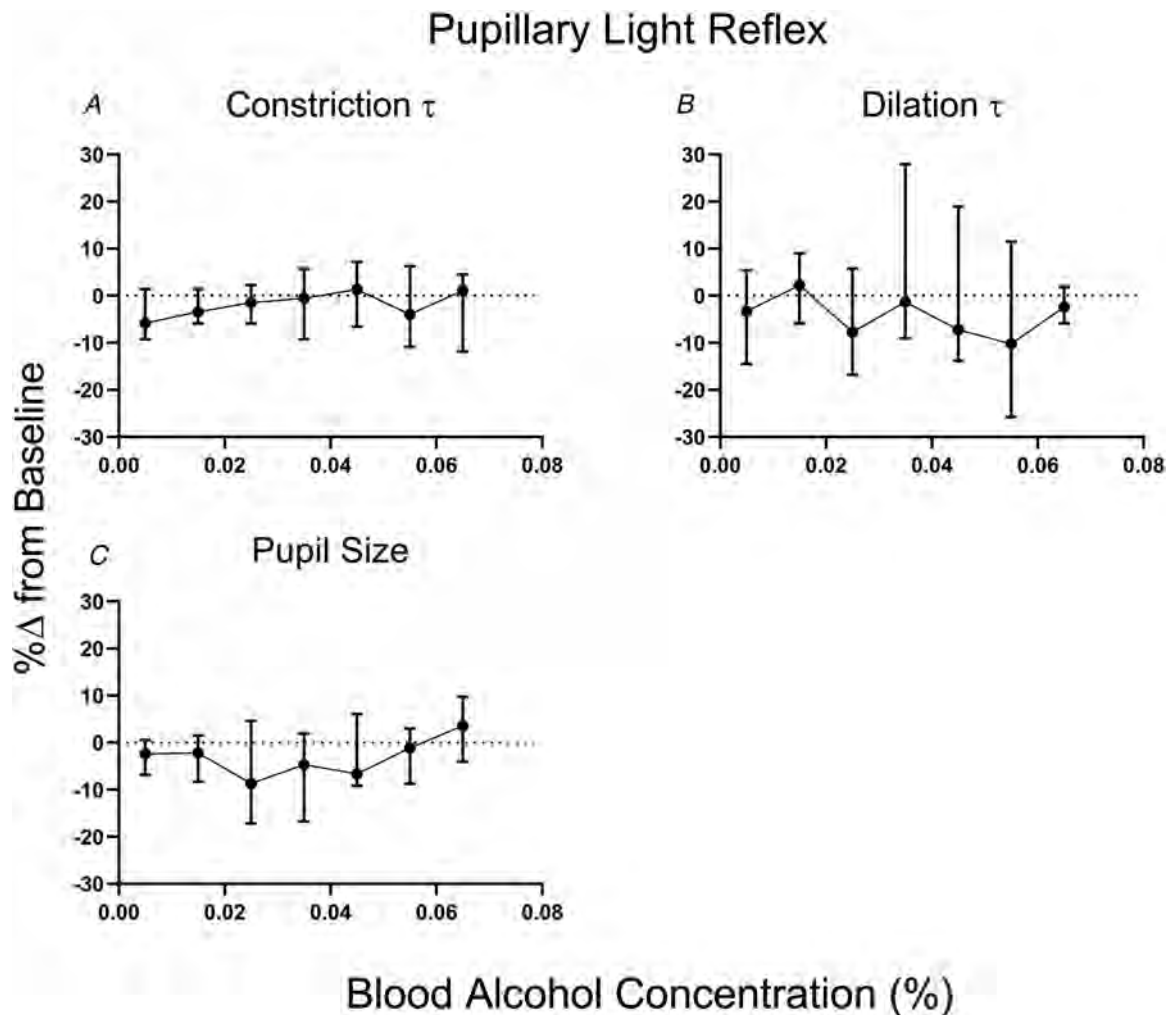 Pupillary Light Reflex
A Constriction τ
B Dilation τ
30
20
10
0
-10
-20
-30
0.00 0.02 0.04 0.06 0.08
30
20
10
0
-10
-20
-30
0.00 0.02 0.04 0.06 0.08
%Δ from Baseline
C Pupil Size
30
20
10
0
-10
-20
-30
0.00 0.02 0.04 0.06 0.08
Blood Alcohol Concentration (%)